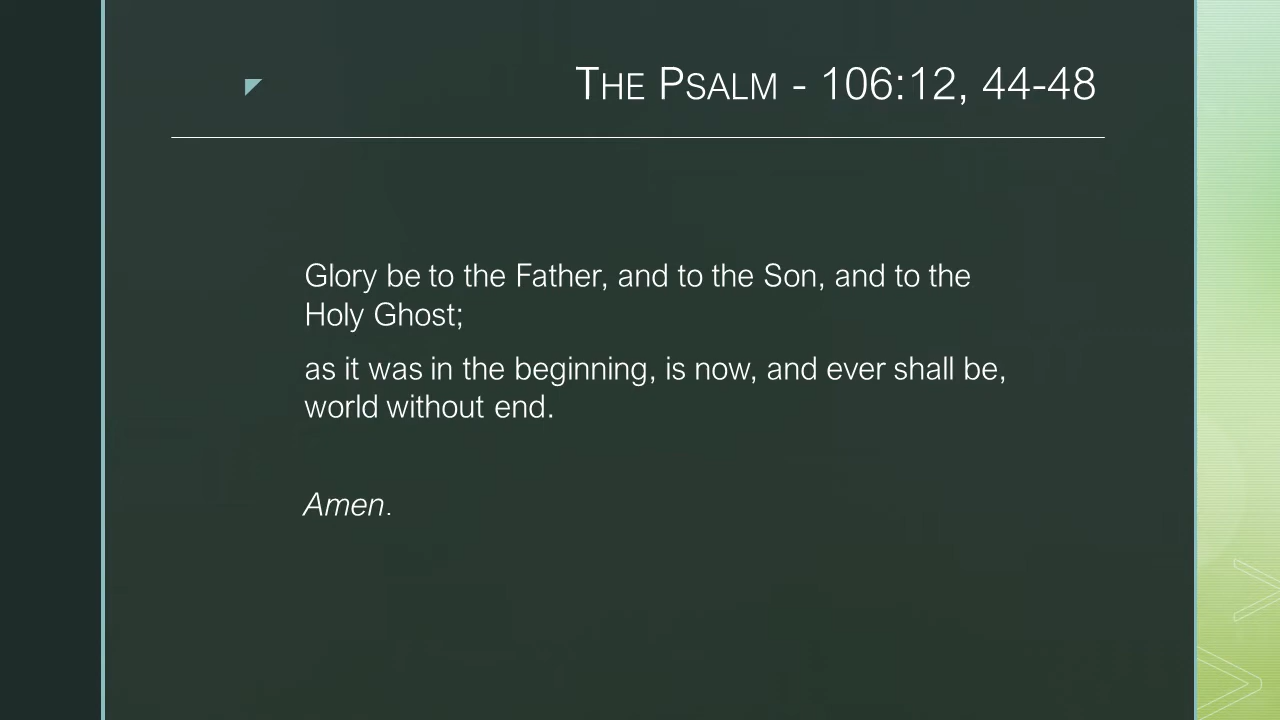 THE PSALM - 106:12, 44-48
Glory be to the Father, and to the Son, and to the
Holy Ghost;
as it was in the beginning, is now, and ever shall be,
world without end.
Amen.